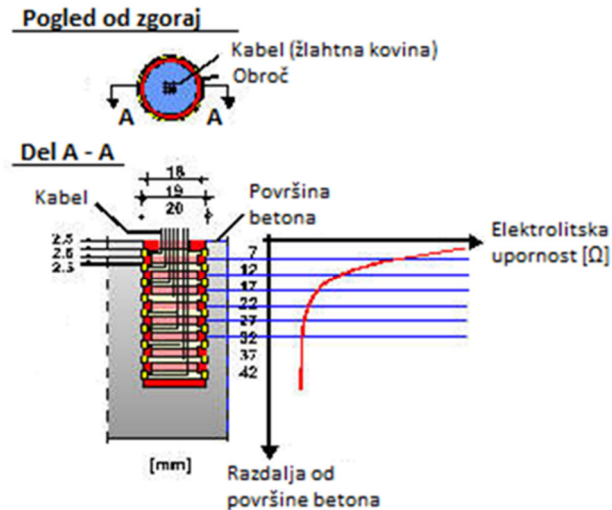 Pogled od zgoraj
Kabel (žlahtna kovina)
Obroč
A A
Del A - A
18
19
20
Kabel
Površina
betona
Elektrolitska
upornost [Ω]
2.5
2.5
2.5
7
12
17
22
27
32
37
42
[mm]
Razdalja od
površine betona